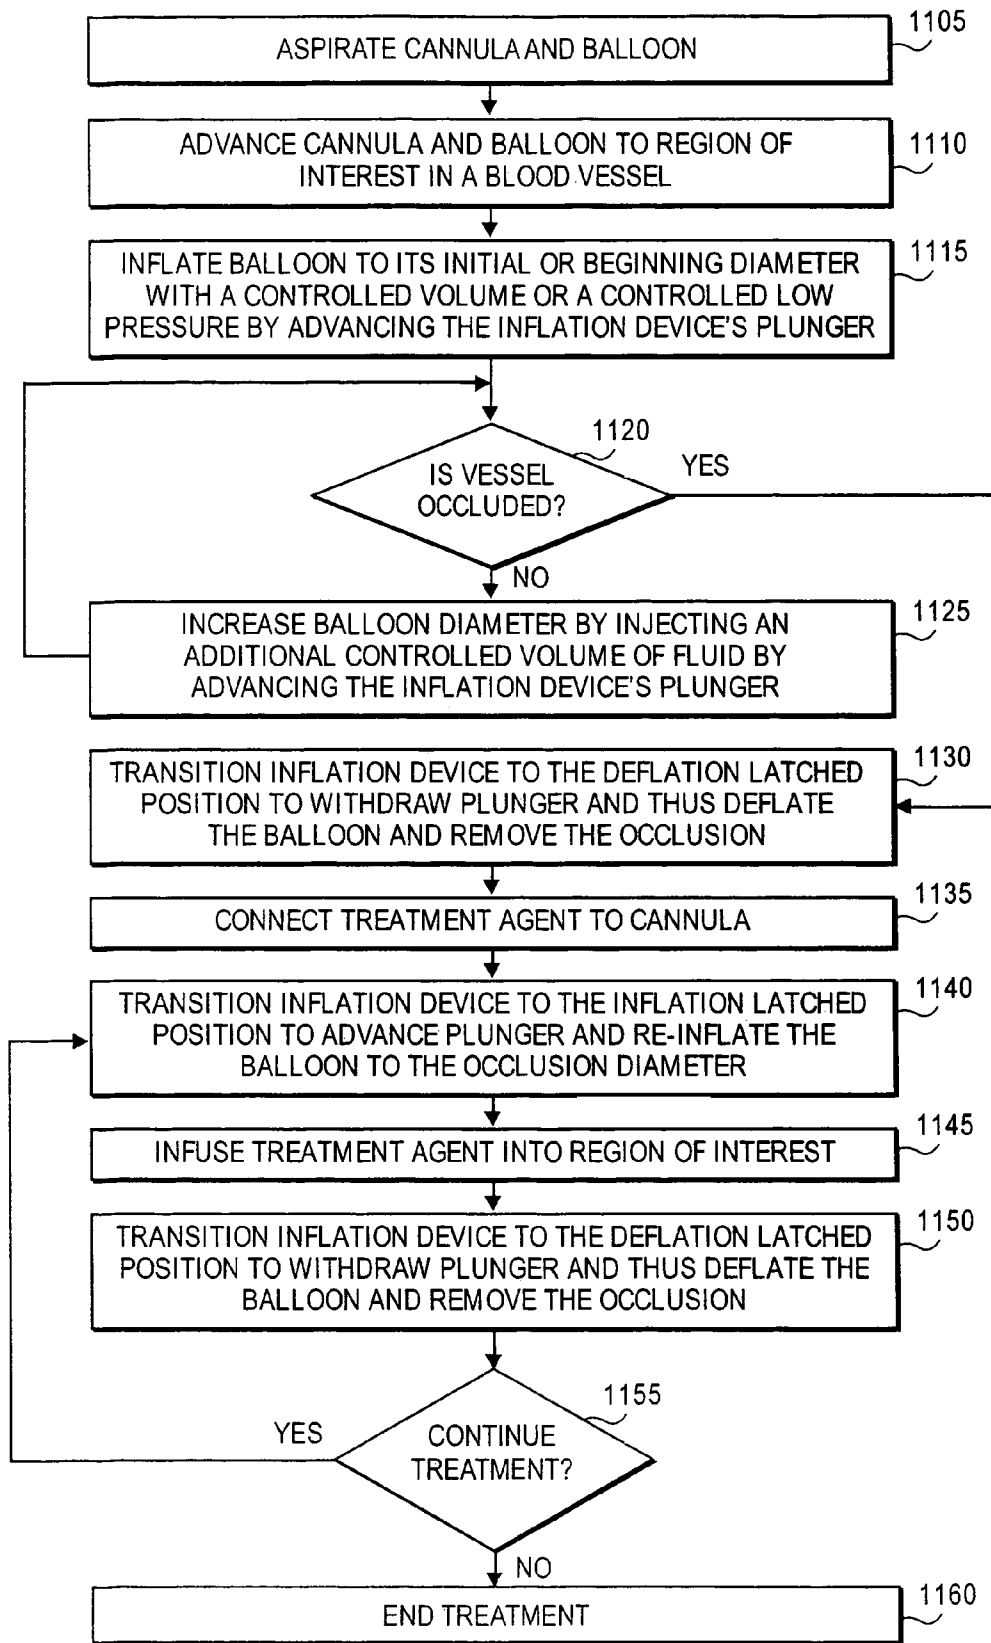 1105
ASPIRATE CANNULA AND BALLOON
1110
ADVANCE CANNULA AND BALLOON TO REGION OF
INTEREST IN A BLOOD VESSEL
1115
INFLATE BALLOON TO ITS INITIAL OR BEGINNING DIAMETER
WITH A CONTROLLED VOLUME OR A CONTROLLED LOW
PRESSURE BY ADVANCING THE INFLATION DEVICE'S PLUNGER
1120
IS VESSEL
OCCLUDED?
YES
NO
1125
INCREASE BALLOON DIAMETER BY INJECTING AN
ADDITIONAL CONTROLLED VOLUME OF FLUID BY
ADVANCING THE INFLATION DEVICE'S PLUNGER
1130
TRANSITION INFLATION DEVICE TO THE DEFLATION LATCHED
POSITION TO WITHDRAW PLUNGER AND THUS DEFLATE
THE BALLOON AND REMOVE THE OCCLUSION
1135
CONNECT TREATMENT AGENT TO CANNULA
1140
TRANSITION INFLATION DEVICE TO THE INFLATION LATCHED
POSITION TO ADVANCE PLUNGER AND RE-INFLATE THE
BALLOON TO THE OCCLUSION DIAMETER
1145
INFUSE TREATMENT AGENT INTO REGION OF INTEREST
1150
TRANSITION INFLATION DEVICE TO THE DEFLATION LATCHED
POSITION TO WITHDRAW PLUNGER AND THUS DEFLATE THE
BALLOON AND REMOVE THE OCCLUSION
1155
YES
CONTINUE
TREATMENT?
NO
1160
END TREATMENT